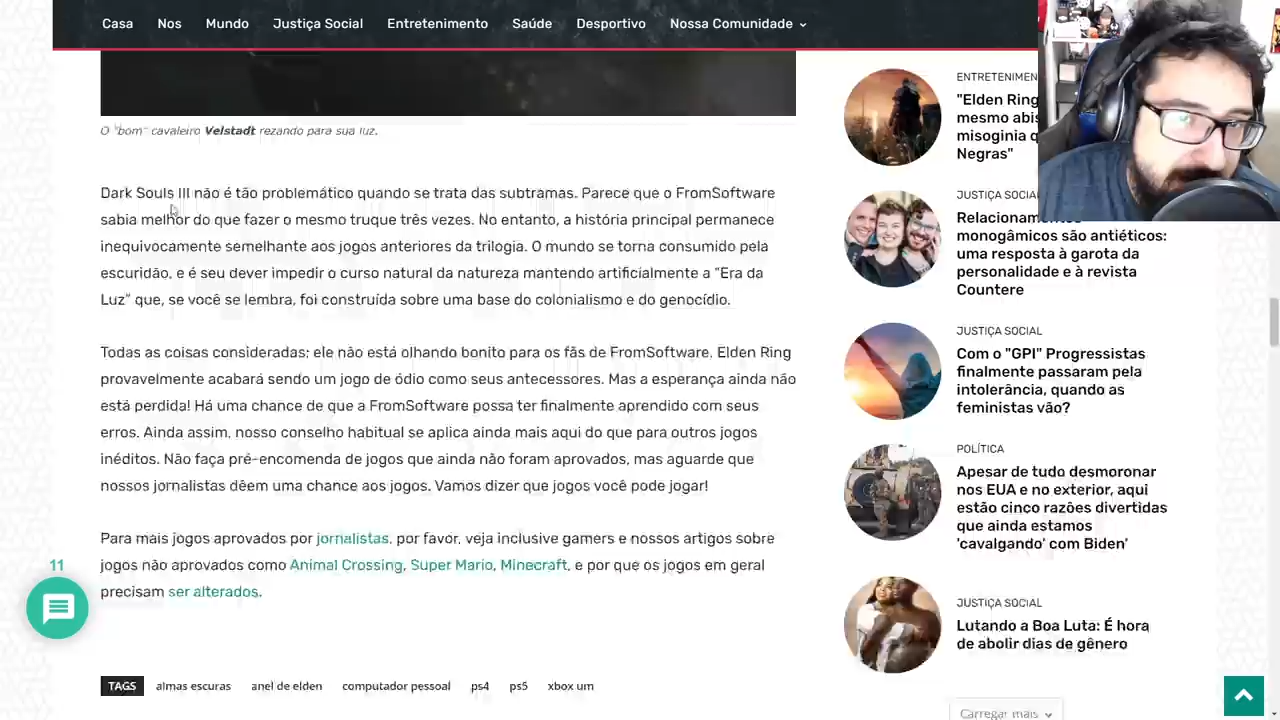 Casa Nos Mundo Justiça Social Entretenimento Saúde Desportivo Nossa Comunidade
O "bom" cavaleiro Velstadt rezando para sua luz.
Dark Souls III não é tão problemático quando se trata das subtramas. Parece que o FromSoftware
sabia melhor do que fazer o mesmo truque três vezes. No entanto, a história principal permanece
inequivocamente semelhante aos jogos anteriores da trilogia. O mundo se torna consumido pela
escuridão, e é seu dever impedir o curso natural da natureza mantendo artificialmente a "Era da
Luz" que, se você se lembra, foi construída sobre uma base do colonialismo e do genocídio.
Todas as coisas consideradas; ele não está olhando bonito para os fãs de FromSoftware. Elden Ring
provavelmente acabará sendo um jogo de ódio como seus antecessores. Mas a esperança ainda não
está perdida! Há uma chance de que a FromSoftware possa ter finalmente aprendido com seus
erros. Ainda assim, nosso conselho habitual se aplica ainda mais aqui do que para outros jogos
inéditos. Não faça pré-encomenda de jogos que ainda não foram aprovados, mas aguarde que
nossos jornalistas dêem uma chance aos jogos. Vamos dizer que jogos você pode jogar!
Para mais jogos aprovados por jornalistas, por favor, veja inclusive gamers e nossos artigos sobre
jogos não aprovados como Animal Crossing, Super Mario, Minecraft, e por que os jogos em geral
precisam ser alterados.
11
TAGS almas escuras anel de elden computador pessoal ps4 ps5 xbox um
"Elden Ring
mesmo
misoginia
Negras"
JUSTIÇA
monogâmicos são antiéticos:
uma resposta à garota da
personalidade e à revista
Countere
JUSTIÇA SOCIAL
Com o "GPI" Progressistas
finalmente passaram pela
intolerância, quando as
feministas vão?
POLÍTICA
Apesar de tudo desmoronar
nos EUA e no exterior, aqui
estão cinco razões divertidas
que ainda estamos
'cavalgando' com Biden'
JUSTIÇA SOCIAL
Lutando a Boa Luta: É hora
de abolir dias de gênero
Carregar mais